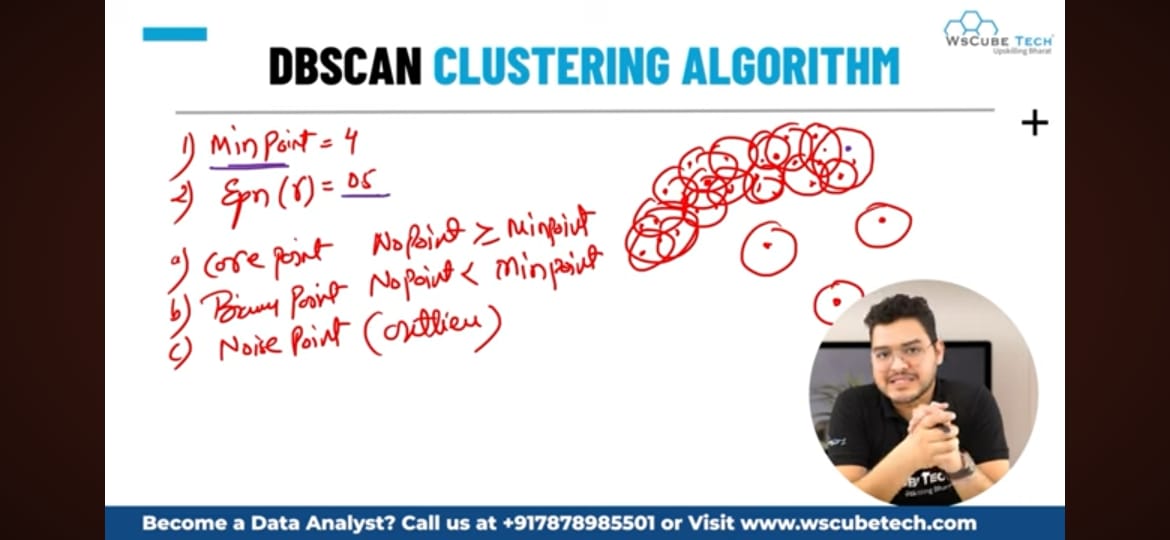 WsCube Tech
Upskilling Bharat
DBSCAN CLUSTERING ALGORITHM
1) Min Point = 4
2) Epn (r) = 05
a) Core point No Point ≥ Minpoint
b) Point No Point < Minpoint
c) Noise Point (outlier)
Become a Data Analyst? Call us at +917878985501 or Visit www.wscubetech.com